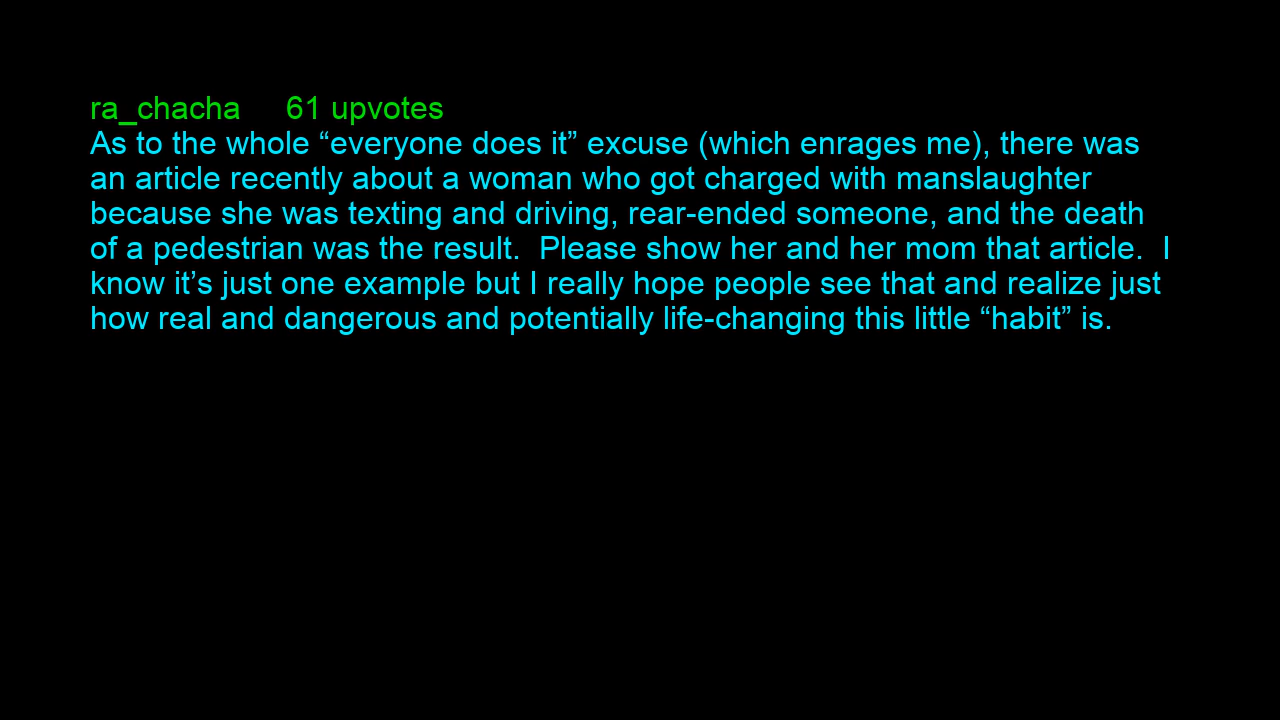 ra_chacha     61 upvotes
As to the whole “everyone does it” excuse (which enrages me), there was
an article recently about a woman who got charged with manslaughter
because she was texting and driving, rear-ended someone, and the death
of a pedestrian was the result.  Please show her and her mom that article.  I
know it’s just one example but I really hope people see that and realize just
how real and dangerous and potentially life-changing this little “habit” is.